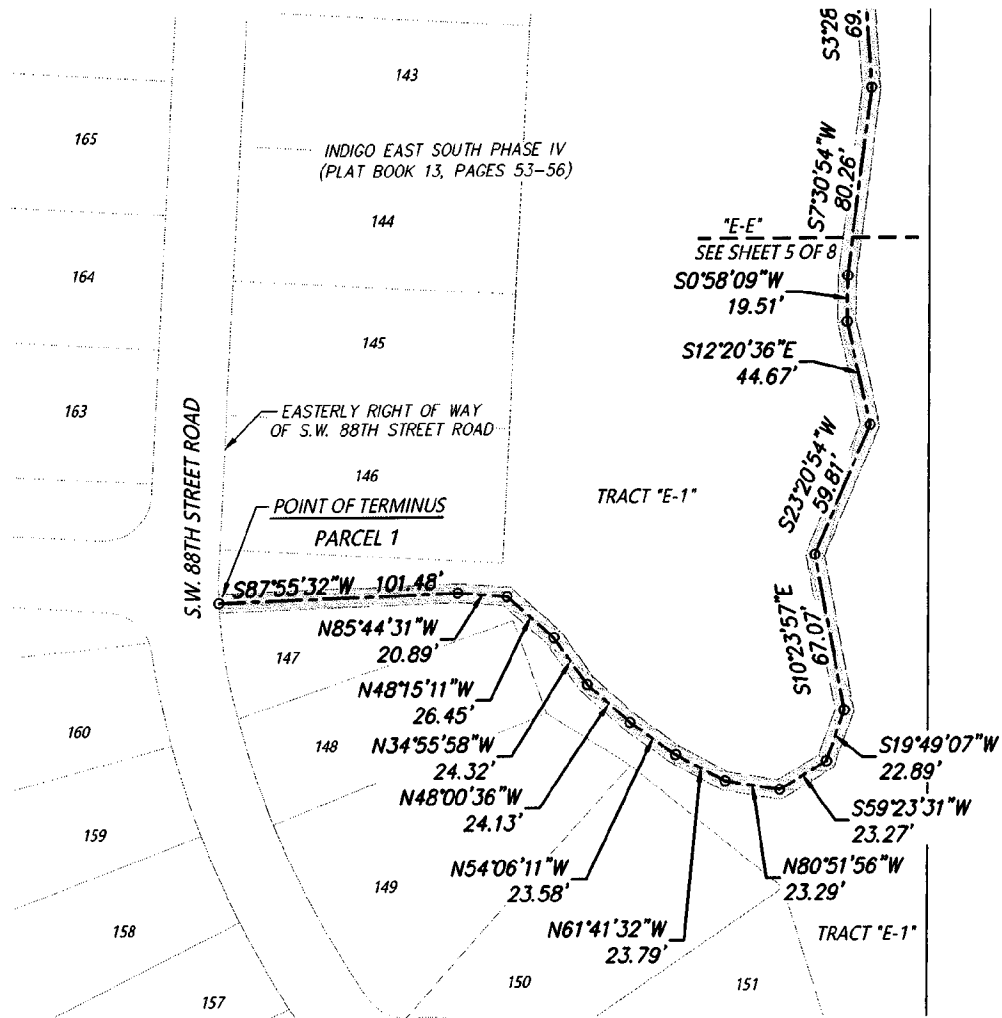 S3°28
69.
143
165
INDIGO EAST SOUTH PHASE IV
(PLAT BOOK 13, PAGES 53–56)
S7°30'54"W
80.26'
144
"E-E"
SEE SHEET 5 OF 8
164
S0°58'09"W
19.51'
145
S12°20'36"E
44.67'
163
EASTERLY RIGHT OF WAY
OF S.W. 88TH STREET ROAD
S.W. 88TH STREET ROAD
146
S23°20'54"W
59.81'
TRACT "E-1"
POINT OF TERMINUS
PARCEL 1
S87°55'32"W 101.48'
N85°44'31"W
20.89'
S10°23'57"E
67.07'
147
N48°15'11"W
26.45'
160
148
N34°55'58"W
24.32'
S19°49'07"W
22.89'
N48°00'36"W
24.13'
S59°23'31"W
23.27'
159
N54°06'11"W
23.58'
N80°51'56"W
23.29'
149
N61°41'32"W
23.79'
TRACT "E-1"
158
150
151
157